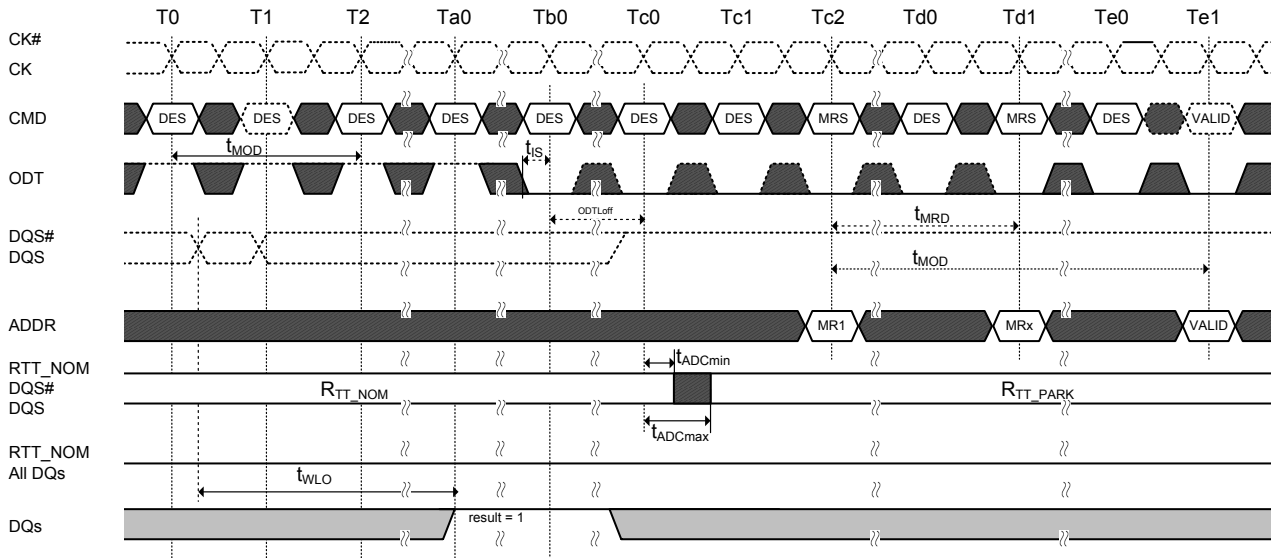 T0 T1 T2 Ta0 Tb0 Tc0 Tc1 Tc2 Td0 Td1 Te0 Te1
CK#
CK
CMD DES DES DES DES DES DES DES MRS DES MRS DES VALID
tMOD tIS
ODT
ODTLoff tMRD
DQS#
DQS
tMOD
ADDR MR1 MRx VALID
RTT_NOM tADCmin
DQS# RTT_NOM RTT_PARK
DQS
tADCmax
RTT_NOM
All DQs
tWLO
result = 1
DQs